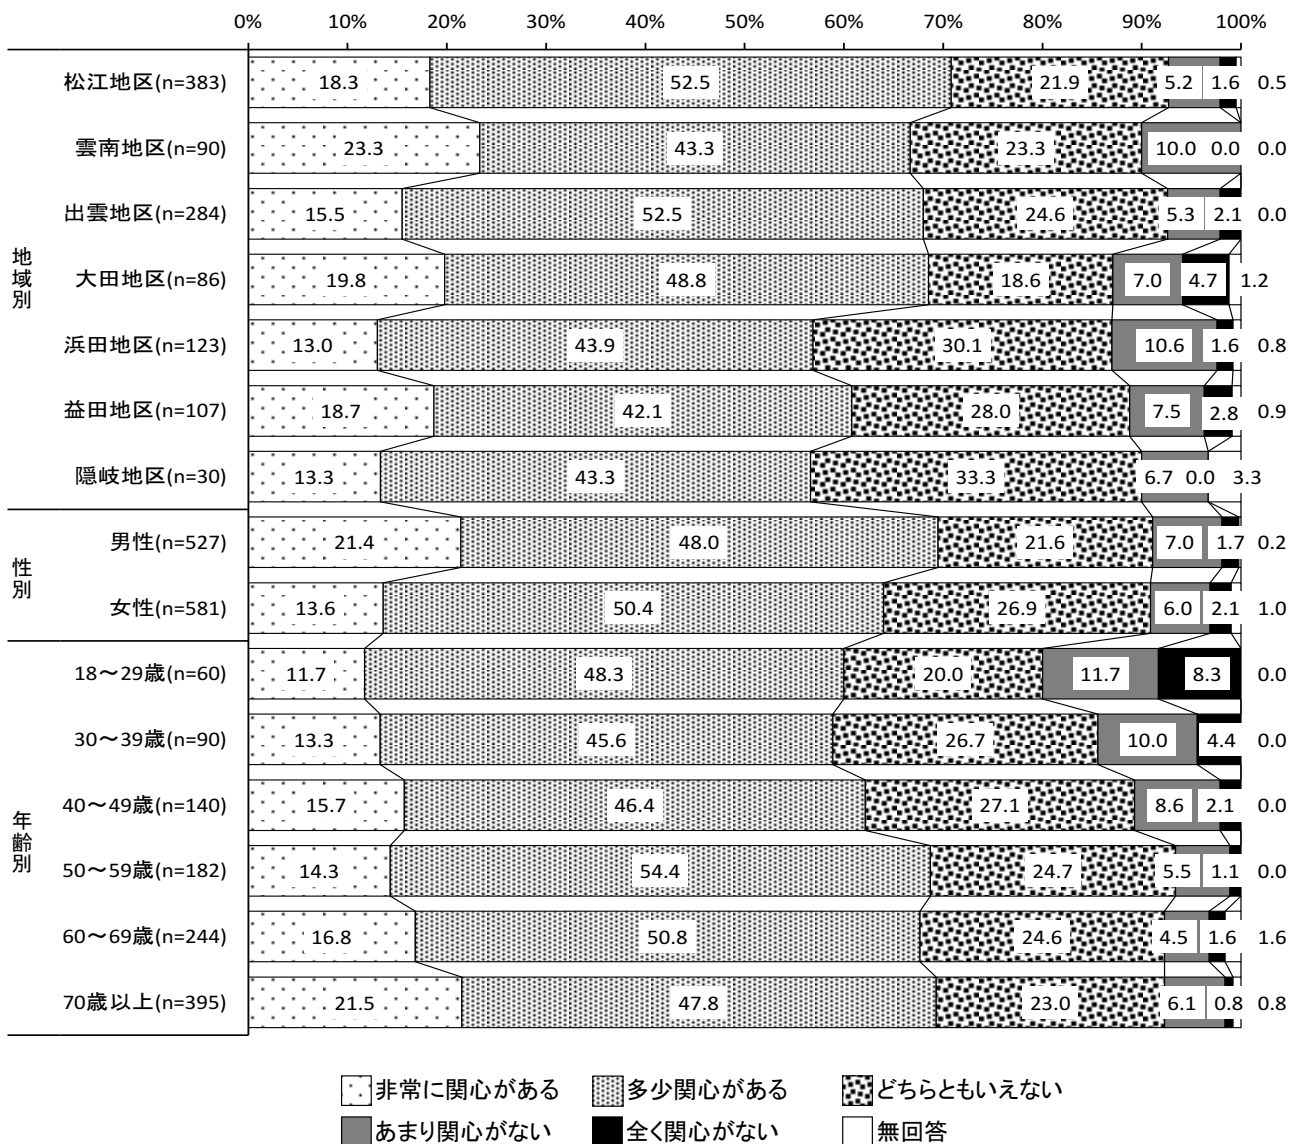 0% 10% 20% 30% 40% 50% 60% 70% 80% 90% 100%
地域別
松江地区(n=383) 18.3 52.5 21.9 5.2 1.6 0.5
雲南地区(n=90) 23.3 43.3 23.3 10.0 0.0 0.0
出雲地区(n=284) 15.5 52.5 24.6 5.3 2.1 0.0
大田地区(n=86) 19.8 48.8 18.6 7.0 4.7 1.2
浜田地区(n=123) 13.0 43.9 30.1 10.6 1.6 0.8
益田地区(n=107) 18.7 42.1 28.0 7.5 2.8 0.9
隠岐地区(n=30) 13.3 43.3 33.3 6.7 0.0 3.3
性別
男性(n=527) 21.4 48.0 21.6 7.0 1.7 0.2
女性(n=581) 13.6 50.4 26.9 6.0 2.1 1.0
年齢別
18～29歳(n=60) 11.7 48.3 20.0 11.7 8.3 0.0
30～39歳(n=90) 13.3 45.6 26.7 10.0 4.4 0.0
40～49歳(n=140) 15.7 46.4 27.1 8.6 2.1 0.0
50～59歳(n=182) 14.3 54.4 24.7 5.5 1.1 0.0
60～69歳(n=244) 16.8 50.8 24.6 4.5 1.6 1.6
70歳以上(n=395) 21.5 47.8 23.0 6.1 0.8 0.8
非常に関心がある 多少関心がある どちらともいえない
あまり関心がない 全く関心がない 無回答